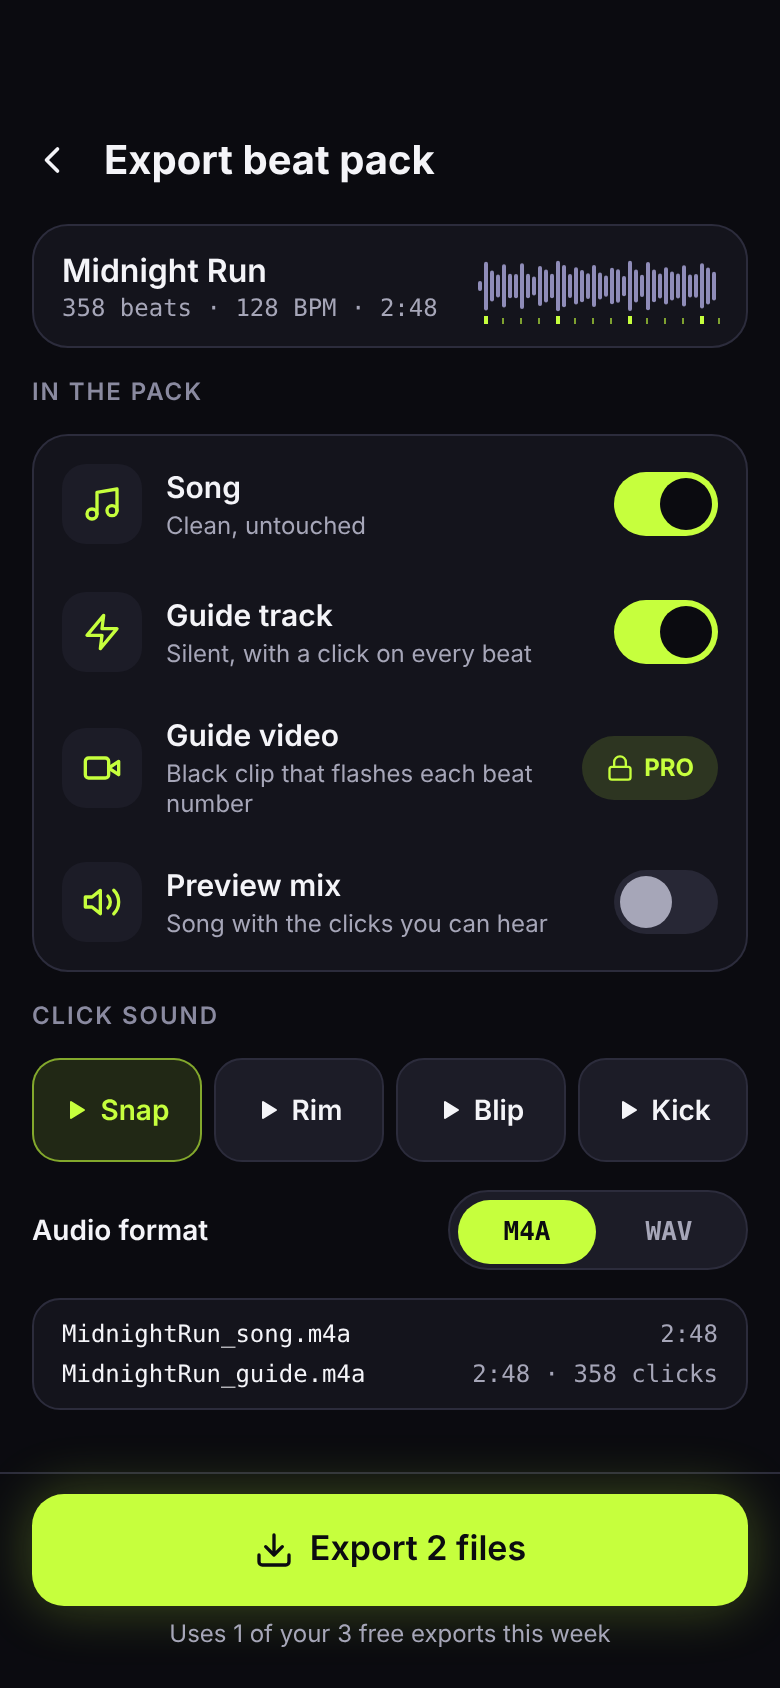 Export beat pack
Midnight Run
358 beats · 128 BPM · 2:48
IN THE PACK
Song
Clean, untouched
Guide track
Silent, with a click on every beat
Guide video
Black clip that flashes each beat
number
PRO
Preview mix
Song with the clicks you can hear
CLICK SOUND
Snap
Rim
Blip
Kick
Audio format
M4A
WAV
MidnightRun_song.m4a 2:48
MidnightRun_guide.m4a 2:48 · 358 clicks
Export 2 files
Uses 1 of your 3 free exports this week